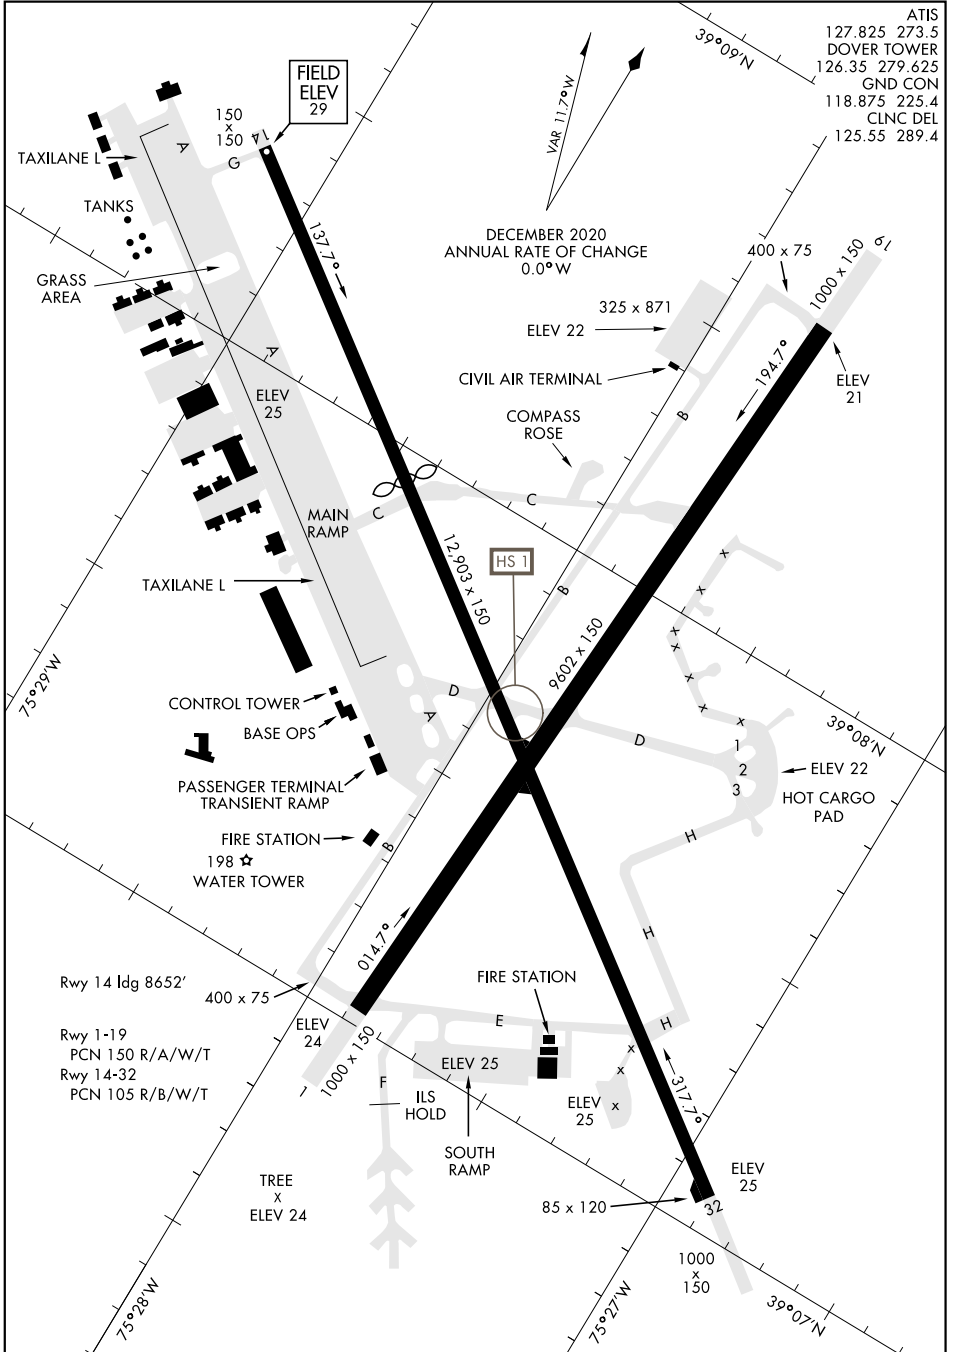 ATIS
127.825 273.5
DOVER TOWER
126.35 279.625
GND CON
118.875 225.4
CLNC DEL
125.55 289.4
39°09'N
FIELD
ELEV
29
150
x
150
14
A
G
TAXILANE L
TANKS
VAR 11.7°W
DECEMBER 2020
ANNUAL RATE OF CHANGE
0.0°W
137.7°
400 x 75
1000 x 150
19
GRASS
AREA
325 x 871
ELEV 22
A
194.7°
CIVIL AIR TERMINAL
ELEV
21
ELEV
25
COMPASS
ROSE
B
C
C
MAIN
RAMP
12,903 x 150
HS 1
TAXILANE L
B
9602 x 150
x
x
x
x
x
x
x
75°29'W
CONTROL TOWER
D
A
BASE OPS
39°08'N
D
1
2
3
ELEV 22
HOT CARGO
PAD
PASSENGER TERMINAL
TRANSIENT RAMP
FIRE STATION
B
H
198
WATER TOWER
014.7°
H
Rwy 14 ldg 8652'
400 x 75
FIRE STATION
ELEV
24
E
H
Rwy 1-19
PCN 150 R/A/W/T
Rwy 14-32
PCN 105 R/B/W/T
1
1000 x 150
F
ILS
HOLD
ELEV 25
x
x
x
ELEV
25
317.7°
SOUTH
RAMP
TREE
x
ELEV 24
ELEV
25
85 x 120
32
1000
x
150
75°28'W
75°27'W
39°07'N